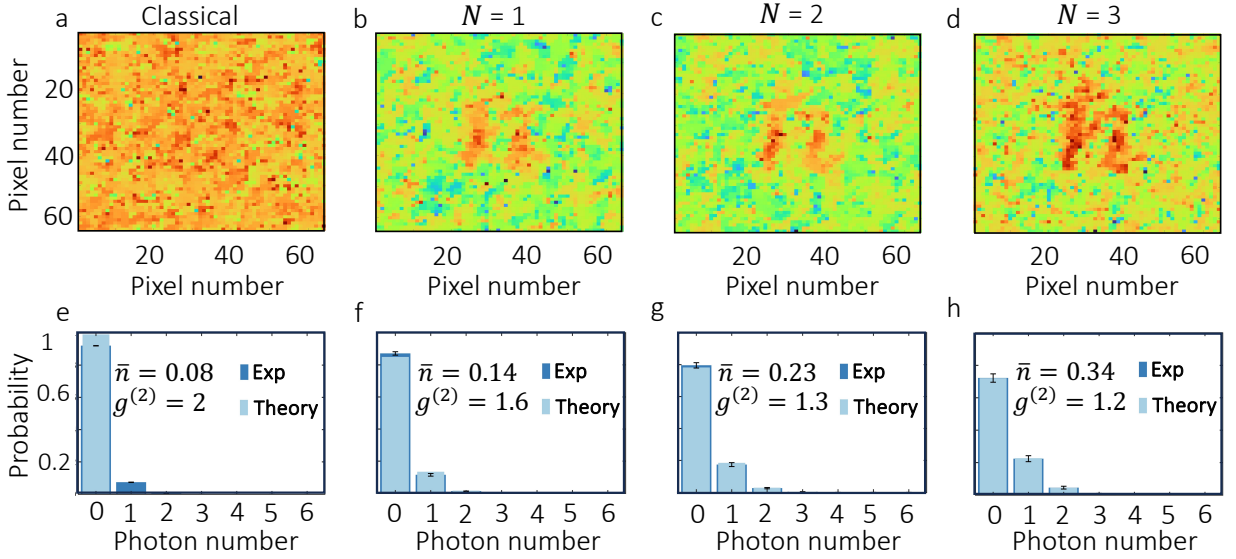 a Classical
b N = 1
c N = 2
d N = 3
Pixel number
20
40
60
20 40 60
Pixel number
20 40 60
Pixel number
20 40 60
Pixel number
20 40 60
Pixel number
e
f
g
h
Probability
1
0.6
0.2
n̅ = 0.08
g⁽²⁾ = 2
Exp
Theory
0 1 2 3 4 5 6
Photon number
n̅ = 0.14
g⁽²⁾ = 1.6
Exp
Theory
0 1 2 3 4 5 6
Photon number
n̅ = 0.23
g⁽²⁾ = 1.3
Exp
Theory
0 1 2 3 4 5 6
Photon number
n̅ = 0.34
g⁽²⁾ = 1.2
Exp
Theory
0 1 2 3 4 5 6
Photon number